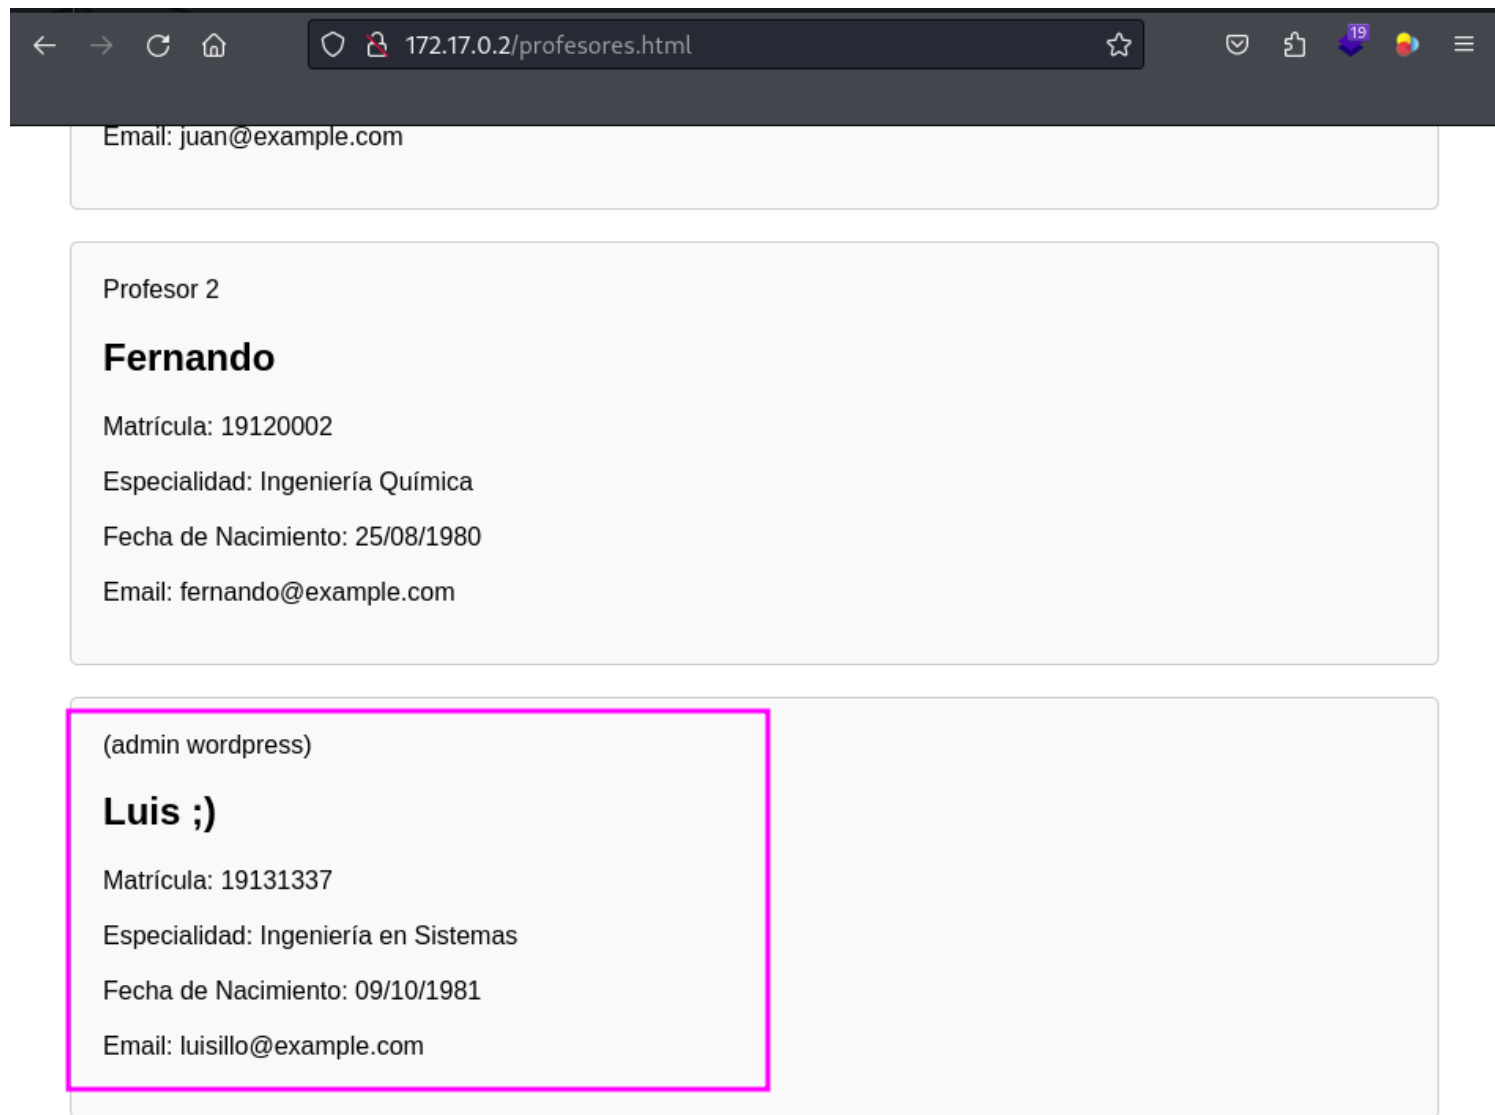 172.17.0.2/profesores.html
19
Email: juan@example.com
Profesor 2
Fernando
Matrícula: 19120002
Especialidad: Ingeniería Química
Fecha de Nacimiento: 25/08/1980
Email: fernando@example.com
(admin wordpress)
Luis ;)
Matrícula: 19131337
Especialidad: Ingeniería en Sistemas
Fecha de Nacimiento: 09/10/1981
Email: luisillo@example.com